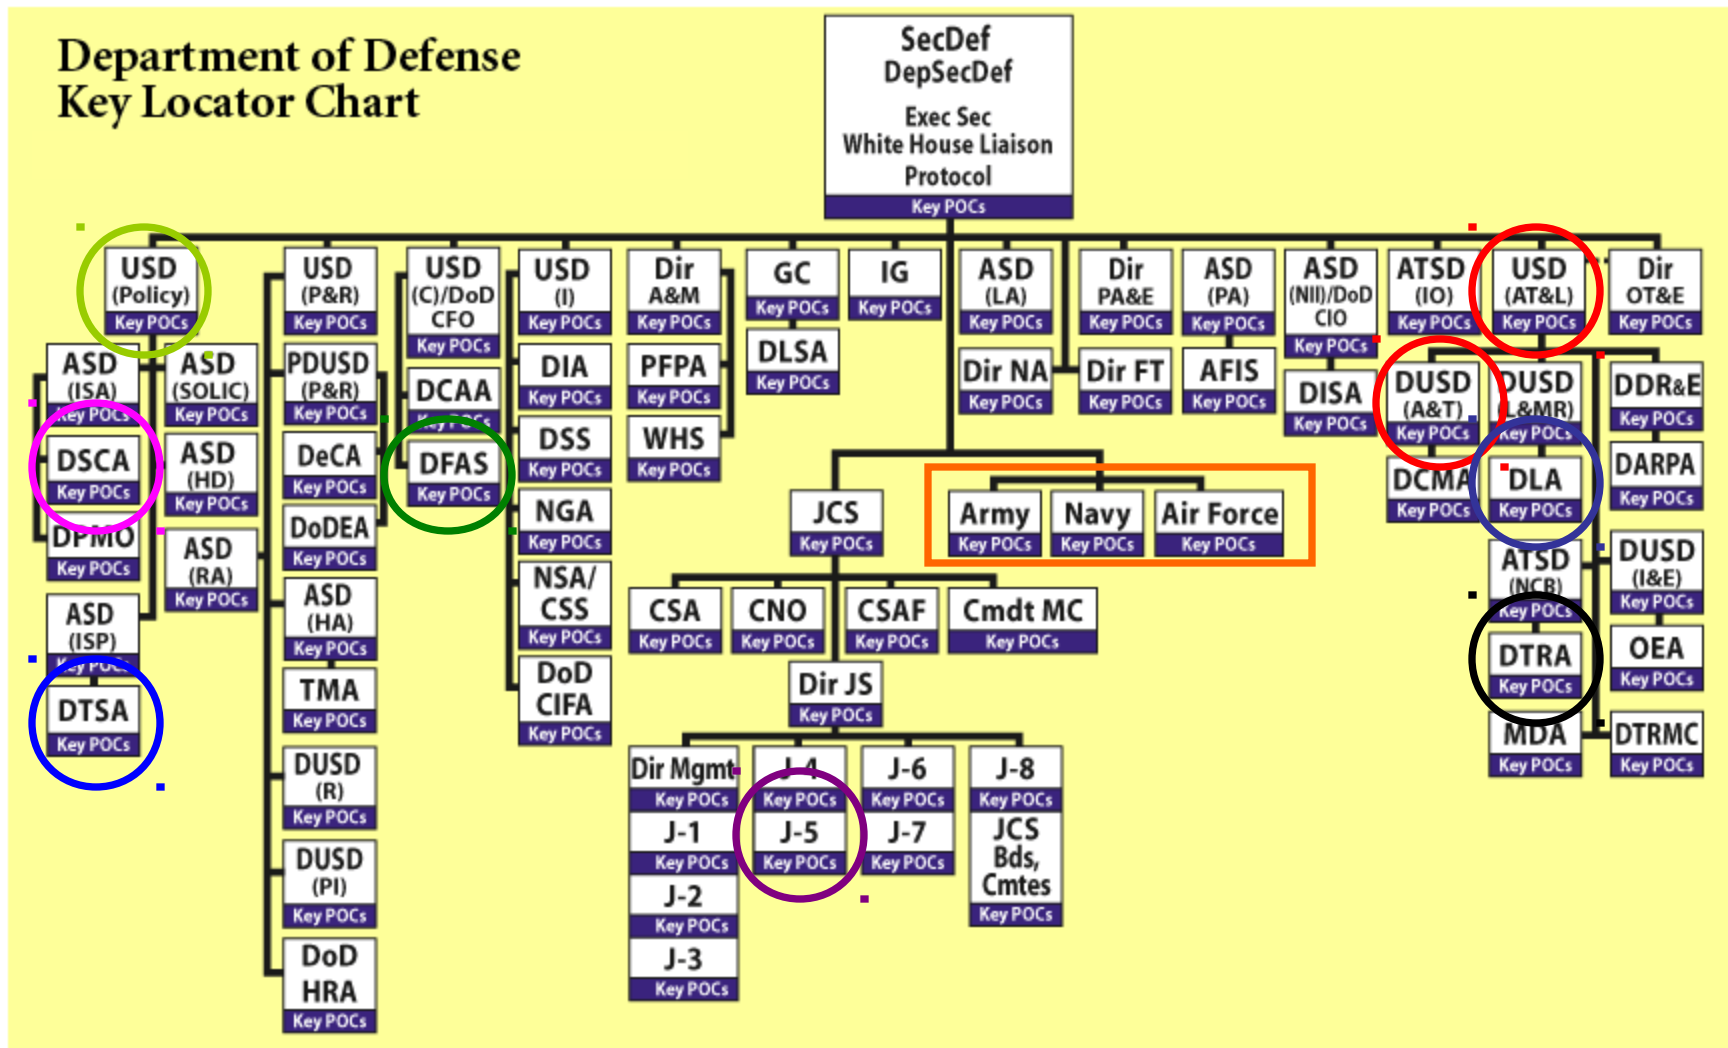 Department of Defense
Key Locator Chart
SecDef
DepSecDef
Exec Sec
White House Liaison
Protocol
Key POCs
USD
(Policy)
Key POCs
ASD
(ISA)
Key POCs
DSCA
Key POCs
DPMO
Key POCs
ASD
(ISP)
Key POCs
DTSA
Key POCs
ASD
(SOLIC)
Key POCs
ASD
(HD)
Key POCs
ASD
(RA)
Key POCs
USD
(P&R)
Key POCs
PDUSD
(P&R)
Key POCs
DeCA
Key POCs
DoDEA
Key POCs
ASD
(HA)
Key POCs
TMA
Key POCs
DUSD
(R)
Key POCs
DUSD
(PI)
Key POCs
DoD
HRA
Key POCs
USD
(C)/DoD
CFO
Key POCs
DCAA
Key POCs
DFAS
Key POCs
USD
(I)
Key POCs
DIA
Key POCs
DSS
Key POCs
NGA
Key POCs
NSA/
CSS
Key POCs
DoD
CIFA
Key POCs
Dir
A&M
Key POCs
PFPA
Key POCs
WHS
Key POCs
GC
Key POCs
DLSA
Key POCs
IG
Key POCs
ASD
(LA)
Key POCs
Dir NA
Key POCs
Dir
PA&E
Key POCs
Dir FT
Key POCs
ASD
(PA)
Key POCs
AFIS
Key POCs
ASD
(NII)/DoD
CIO
Key POCs
DISA
Key POCs
ATSD
(IO)
Key POCs
USD
(AT&L)
Key POCs
Dir
OT&E
Key POCs
DUSD
(A&T)
Key POCs
DCMA
Key POCs
DUSD
(L&MR)
Key POCs
DLA
Key POCs
ATSD
(NCB)
Key POCs
DTRA
Key POCs
MDA
Key POCs
DDR&E
Key POCs
DARPA
Key POCs
DUSD
(I&E)
Key POCs
OEA
Key POCs
DTRMC
Key POCs
JCS
Key POCs
Army
Key POCs
Navy
Key POCs
Air Force
Key POCs
CSA
Key POCs
CNO
Key POCs
CSAF
Key POCs
Cmdt MC
Key POCs
Dir JS
Key POCs
Dir Mgmt
Key POCs
J-1
Key POCs
J-2
Key POCs
J-3
Key POCs
J-4
Key POCs
J-5
Key POCs
J-6
Key POCs
J-7
Key POCs
J-8
Key POCs
JCS
Bds,
Cmtes
Key POCs